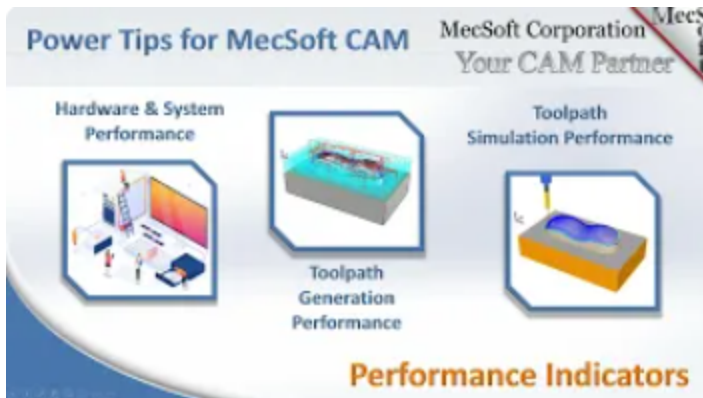 Power Tips for MecSoft CAM
MecSoft Corporation
Your CAM Partner
Hardware & System
Performance
Toolpath
Generation
Performance
Toolpath
Simulation Performance
Performance Indicators